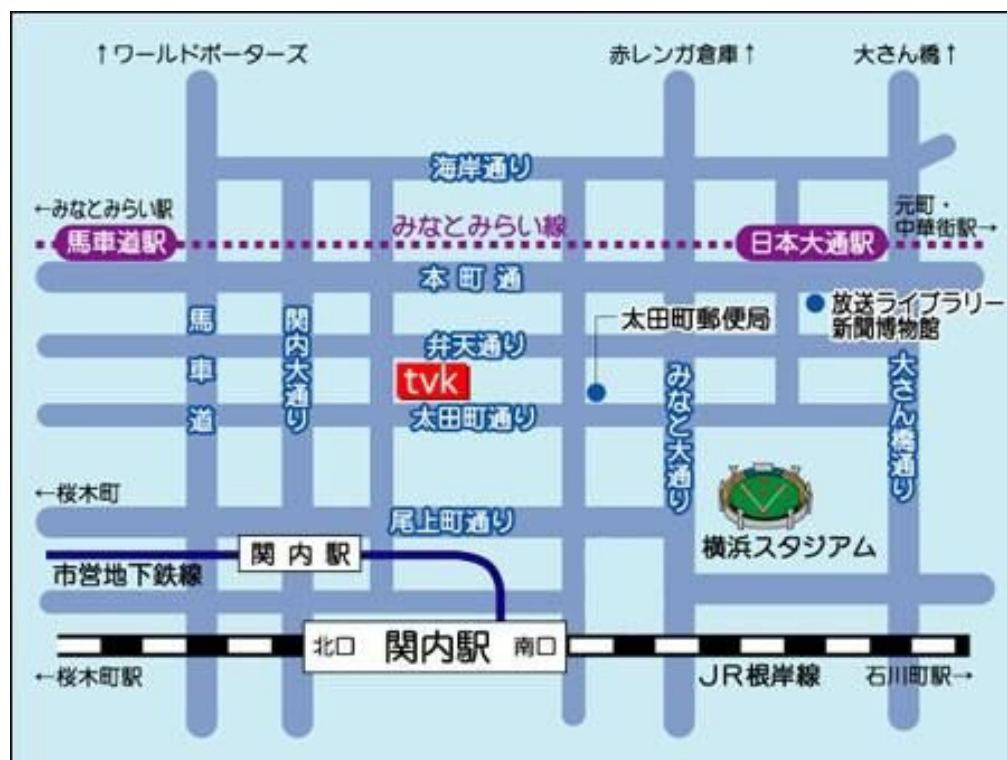 ↑ワールドポーターズ
赤レンガ倉庫↑
大さん橋↑
海岸通り
←みなとみらい駅
元町・
中華街駅→
みなとみらい線
馬車道駅
日本大通駅
本町通
放送ライブラリー
新聞博物館
太田町郵便局
馬車道
関内大通り
弁天通り
tvk
太田町通り
みなと大通り
大さん橋通り
←桜木町
尾上町通り
横浜スタジアム
関内駅
市営地下鉄線
北口 関内駅 南口
←桜木町駅
JR根岸線
石川町駅→